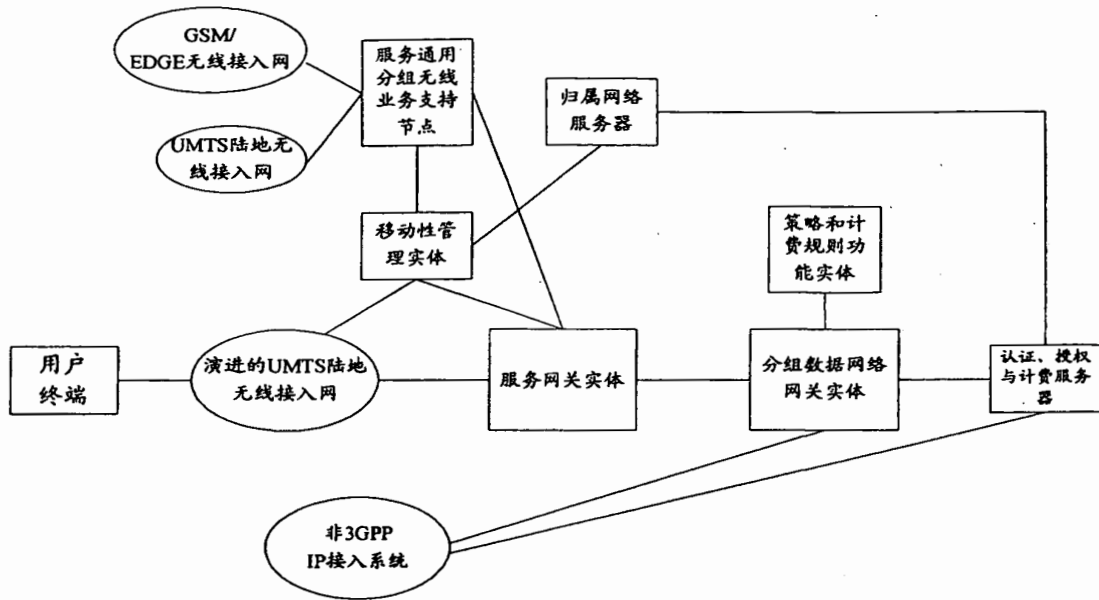 GSM/
EDGE无线接入网
服务通用
分组无线
业务支持
节点
归属网络
服务器
UMTS陆地无
线接入网
移动性管
理实体
策略和计
费规则功
能实体
用户
终端
演进的UMTS陆地
无线接入网
服务网关实体
分组数据网络
网关实体
认证、授权
与计费服务
器
非3GPP
IP接入系统